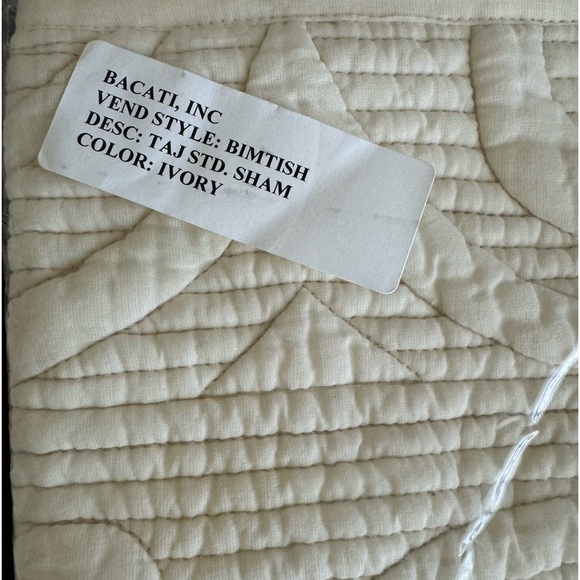 BACATI, INC
VEND STYLE: BIMTISH
DESC: TAJ STD. SHAM
COLOR: IVORY